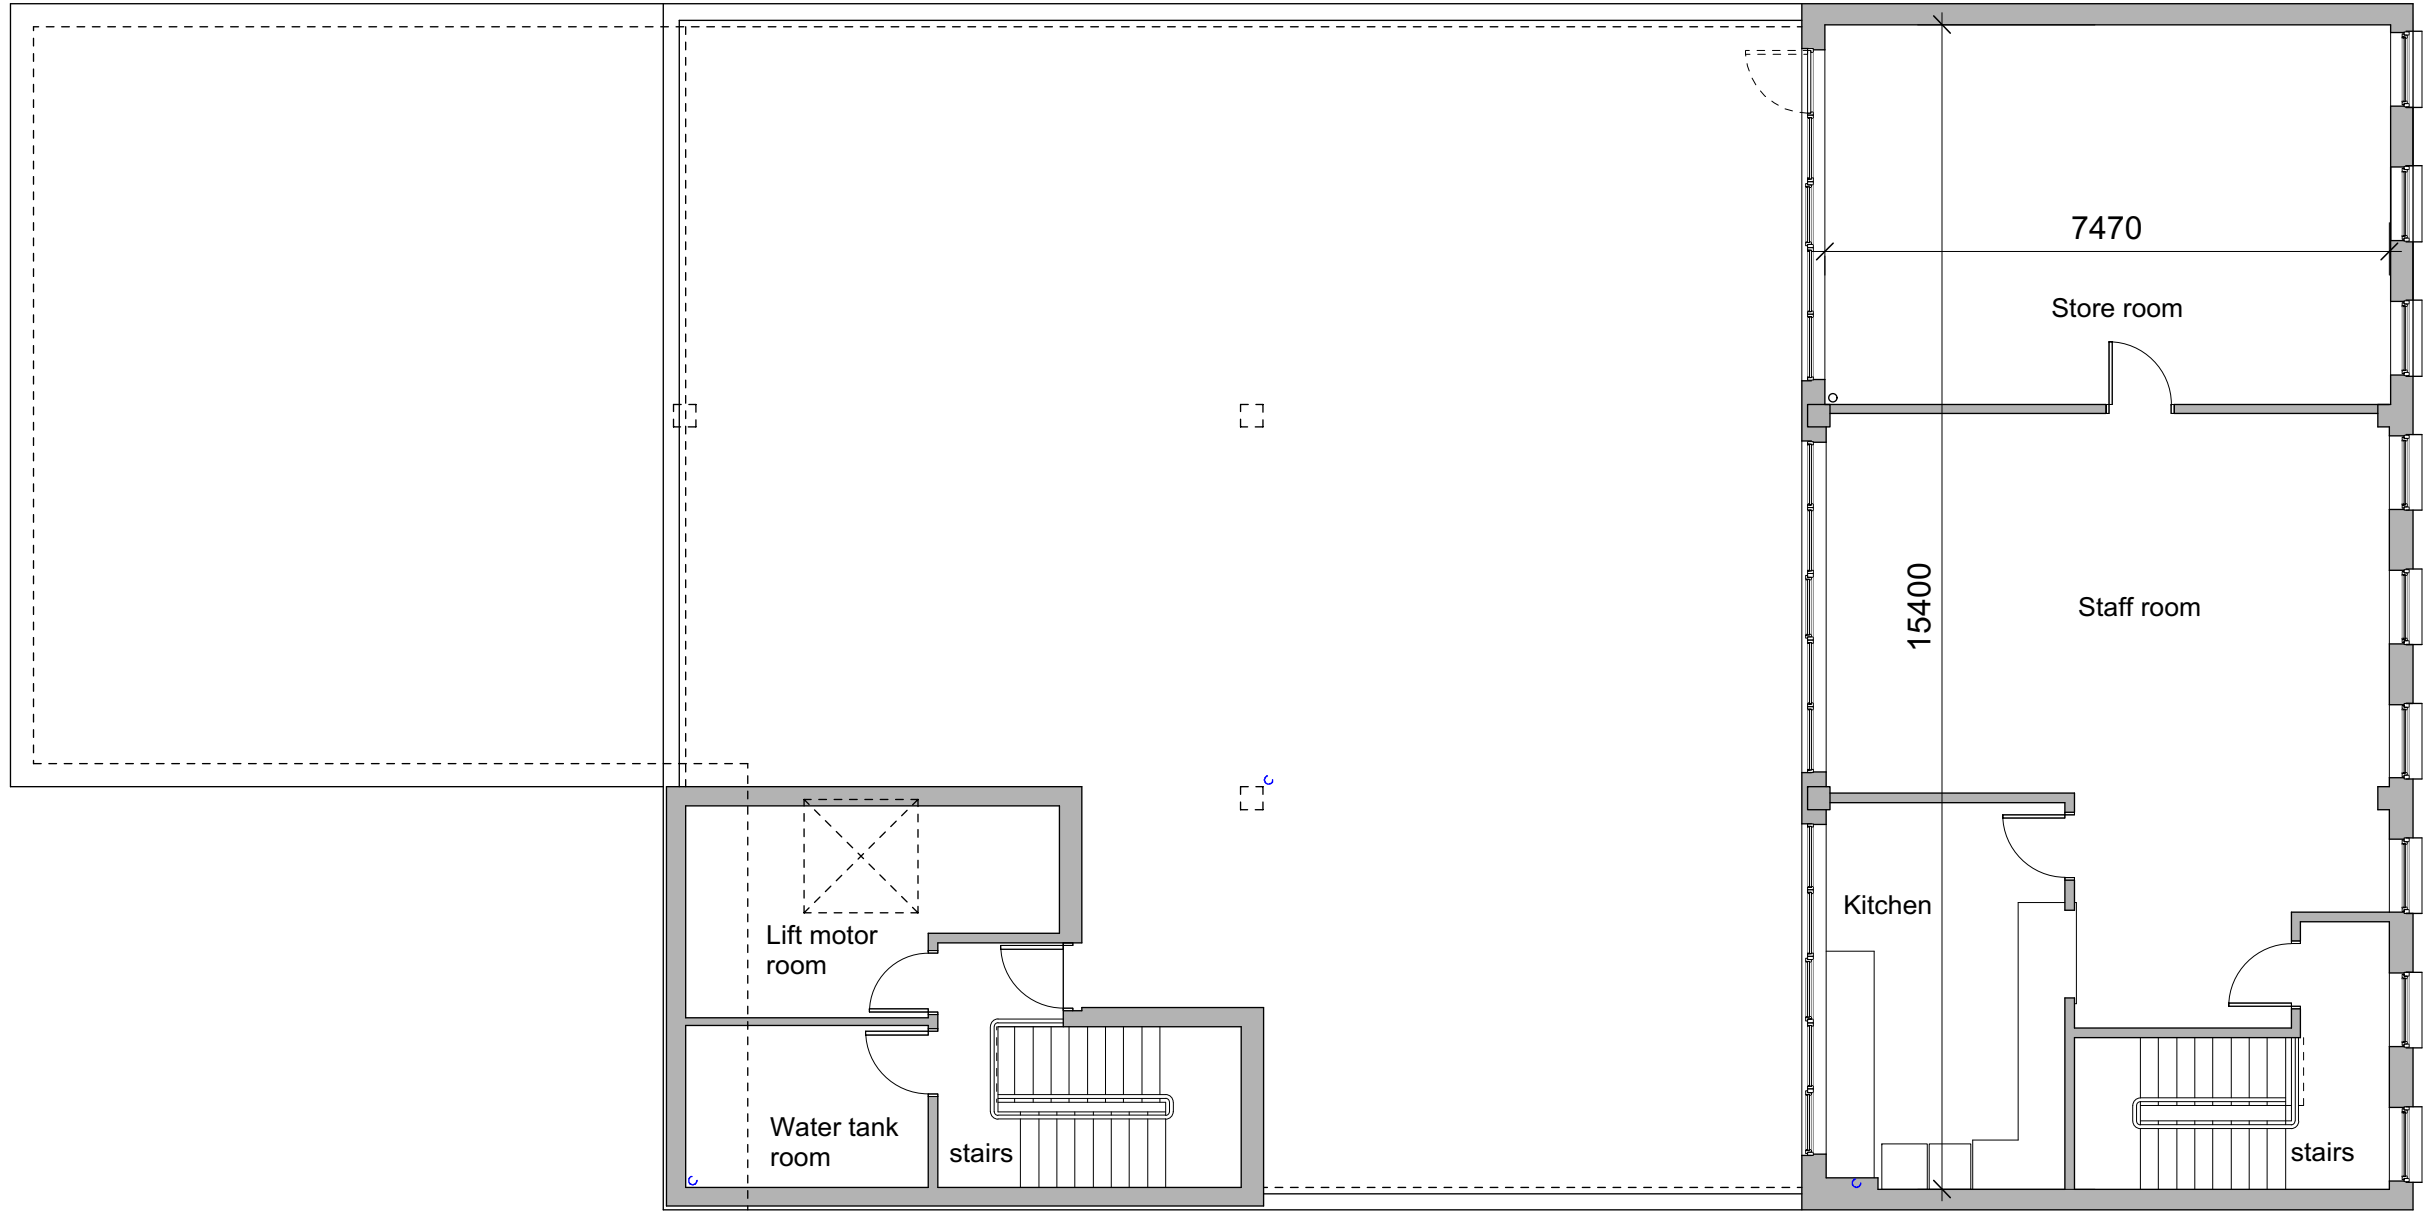 7470
Store room
15400
Staff room
Kitchen
Lift motor
room
Water tank
room
stairs
stairs